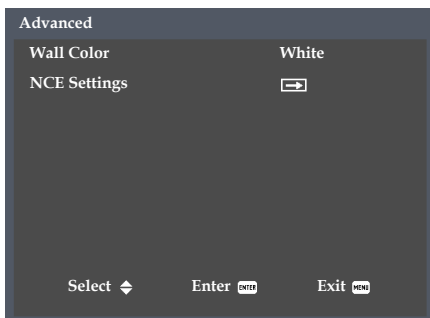 Advanced
Wall Color White
NCE Settings
Select Enter ENTER Exit MENU